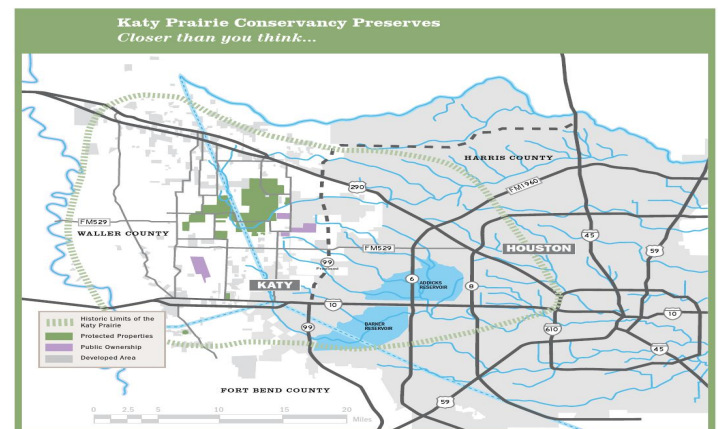 Katy Prairie Conservancy Preserves
Closer than you think...
HARRIS COUNTY
290
FM1960
FM529
WALLER COUNTY
45
59
FM529
HOUSTON
99
Proposed
6
ADDICKS
RESERVOIR
8
KATY
10
10
99
BARKER
RESERVOIR
610
45
Historic Limits of the
Katy Prairie
Protected Properties
Public Ownership
Developed Area
FORT BEND COUNTY
59
0 2.5 5 10 15 20
Miles